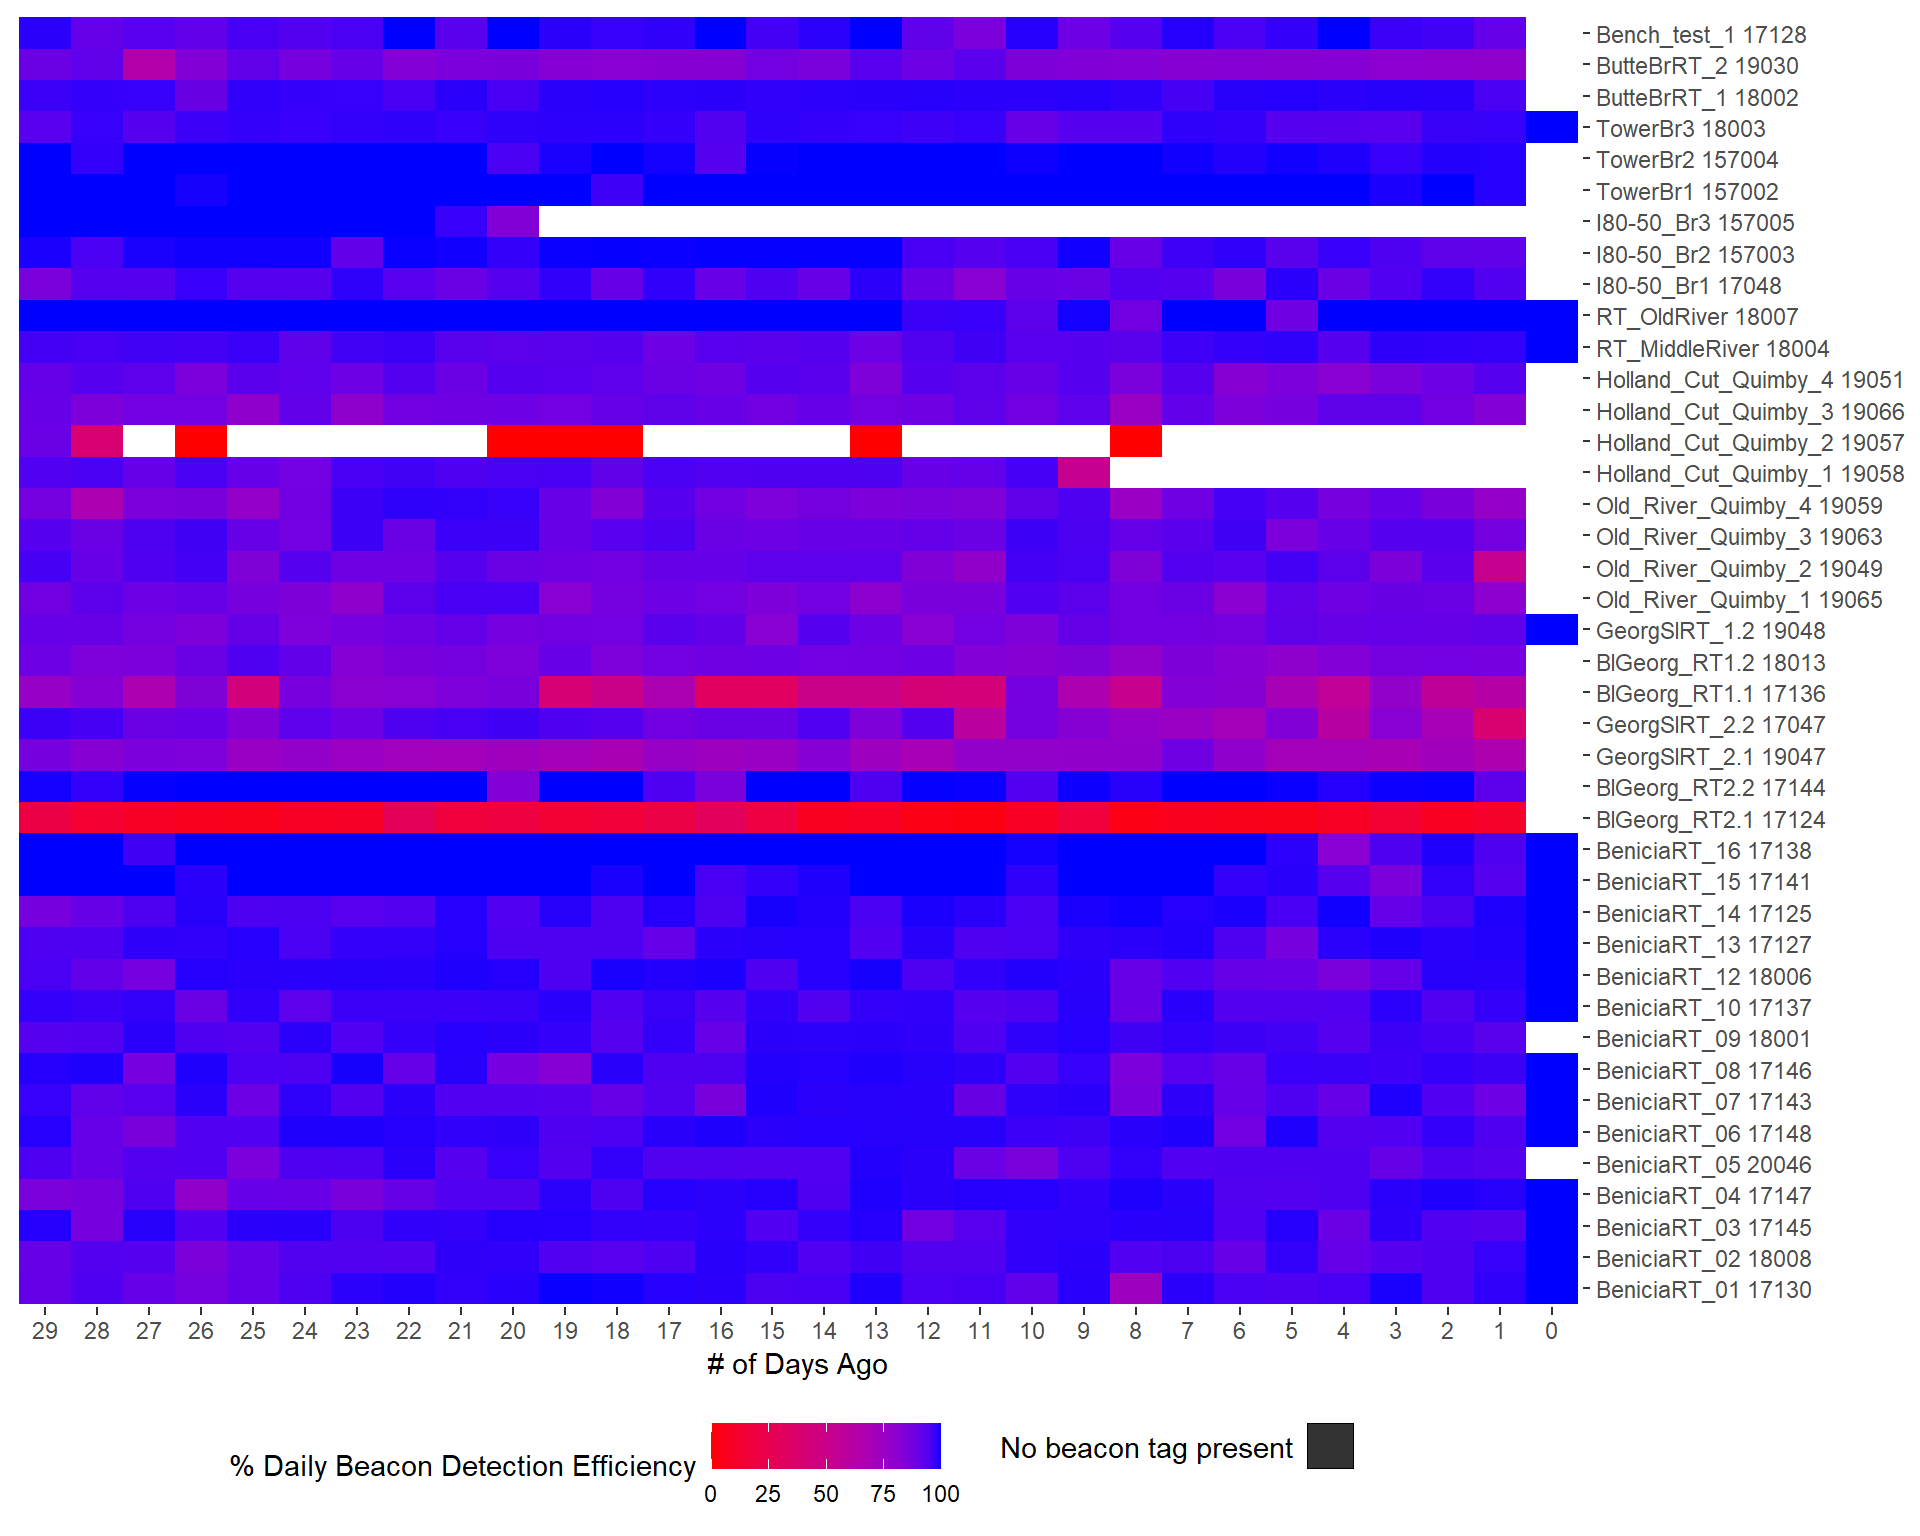 Bench_test_1 17128
ButteBrRT_2 19030
ButteBrRT_1 18002
TowerBr3 18003
TowerBr2 157004
TowerBr1 157002
I80-50_Br3 157005
I80-50_Br2 157003
I80-50_Br1 17048
RT_OldRiver 18007
RT_MiddleRiver 18004
Holland_Cut_Quimby_4 19051
Holland_Cut_Quimby_3 19066
Holland_Cut_Quimby_2 19057
Holland_Cut_Quimby_1 19058
Old_River_Quimby_4 19059
Old_River_Quimby_3 19063
Old_River_Quimby_2 19049
Old_River_Quimby_1 19065
GeorgSlRT_1.2 19048
BlGeorg_RT1.2 18013
BlGeorg_RT1.1 17136
GeorgSlRT_2.2 17047
GeorgSlRT_2.1 19047
BlGeorg_RT2.2 17144
BlGeorg_RT2.1 17124
BeniciaRT_16 17138
BeniciaRT_15 17141
BeniciaRT_14 17125
BeniciaRT_13 17127
BeniciaRT_12 18006
BeniciaRT_10 17137
BeniciaRT_09 18001
BeniciaRT_08 17146
BeniciaRT_07 17143
BeniciaRT_06 17148
BeniciaRT_05 20046
BeniciaRT_04 17147
BeniciaRT_03 17145
BeniciaRT_02 18008
BeniciaRT_01 17130
29 28 27 26 25 24 23 22 21 20 19 18 17 16 15 14 13 12 11 10 9 8 7 6 5 4 3 2 1 0
# of Days Ago
% Daily Beacon Detection Efficiency
0 25 50 75 100
No beacon tag present